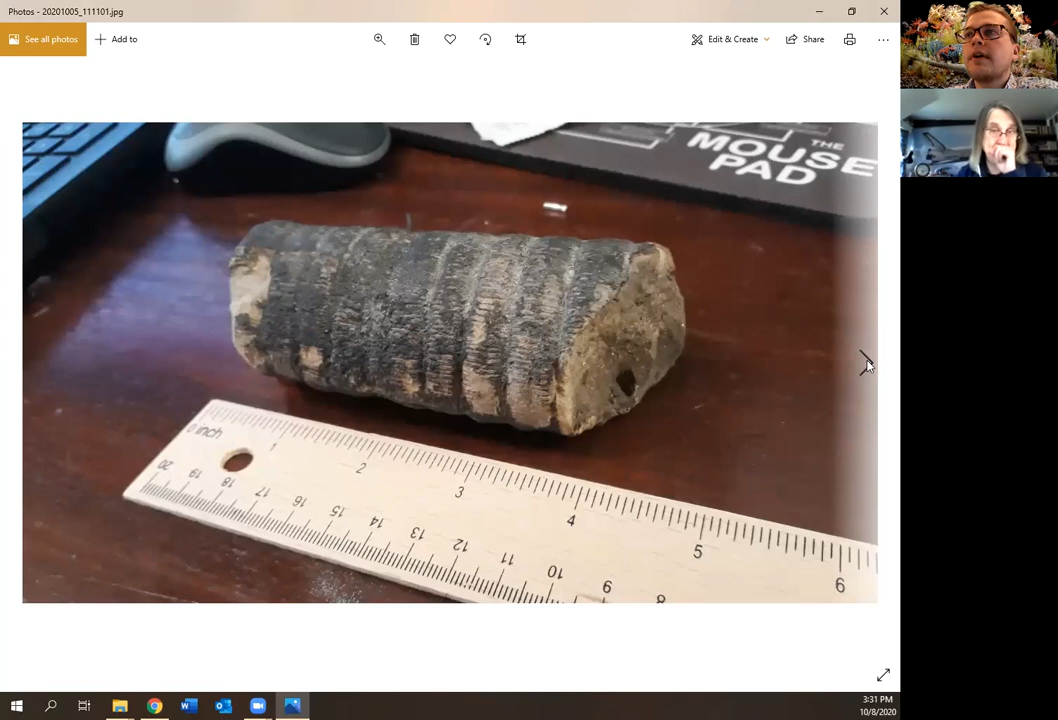 Photos - 20201005_111101.jpg
See all photos
Add to
Edit & Create
Share
THE
MOUSE
PAD
0 inch
1
2
3
4
5
6
20
19
18
17
16
15
14
13
12
11
10
9
8
3:31 PM
10/8/2020